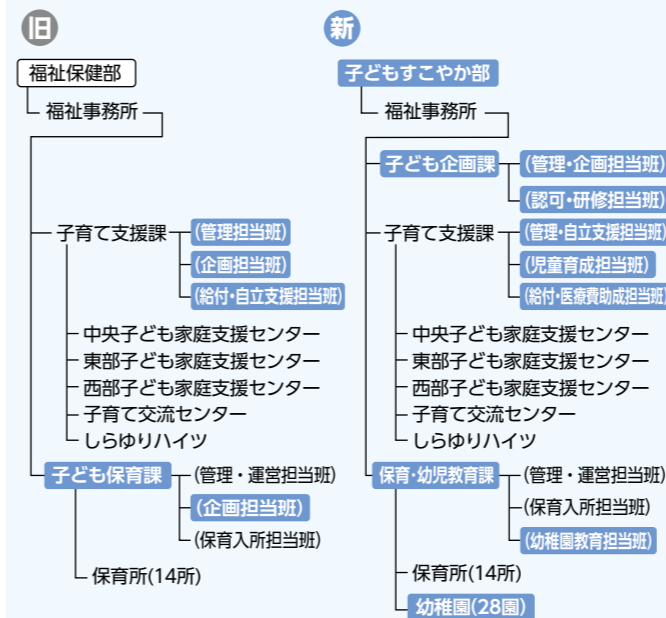 旧
福祉保健部
福祉事務所
子育て支援課
(管理担当班)
(企画担当班)
(給付・自立支援担当班)
中央子ども家庭支援センター
東部子ども家庭支援センター
西部子ども家庭支援センター
子育て交流センター
しらゆりハイツ
子ども保育課
(管理・運営担当班)
(企画担当班)
(保育入所担当班)
保育所(14所)
新
子どもすこやか部
福祉事務所
子ども企画課
(管理・企画担当班)
(認可・研修担当班)
子育て支援課
(管理・自立支援担当班)
(児童育成担当班)
(給付・医療費助成担当班)
中央子ども家庭支援センター
東部子ども家庭支援センター
西部子ども家庭支援センター
子育て交流センター
しらゆりハイツ
保育・幼児教育課
(管理・運営担当班)
(保育入所担当班)
(幼稚園教育担当班)
保育所(14所)
幼稚園(28園)